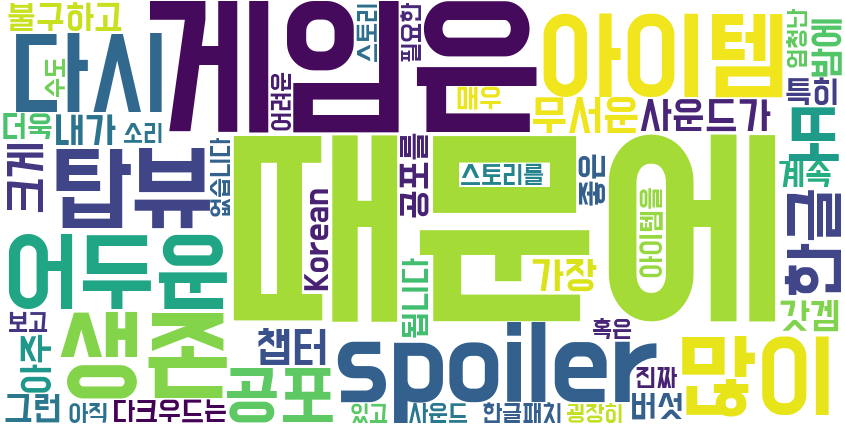 불구하고
다시
수도
게임은
어려운
스토리
필요한
아이템
매우
엄청난
밤에
무서운
사운드가
특히
더욱
내가
소리
크게
탑뷰
없습니다
때문에
공포를
스토리를
좋은
아이템을
계속
한글
어두운
Korean
가장
됩니다
갓겜
보고
생존
챕터
혹은
spoiler
많이
아주
공포
진짜
버섯
그런
아직
다크우드는
있고
사운드
한글패치
굉장히